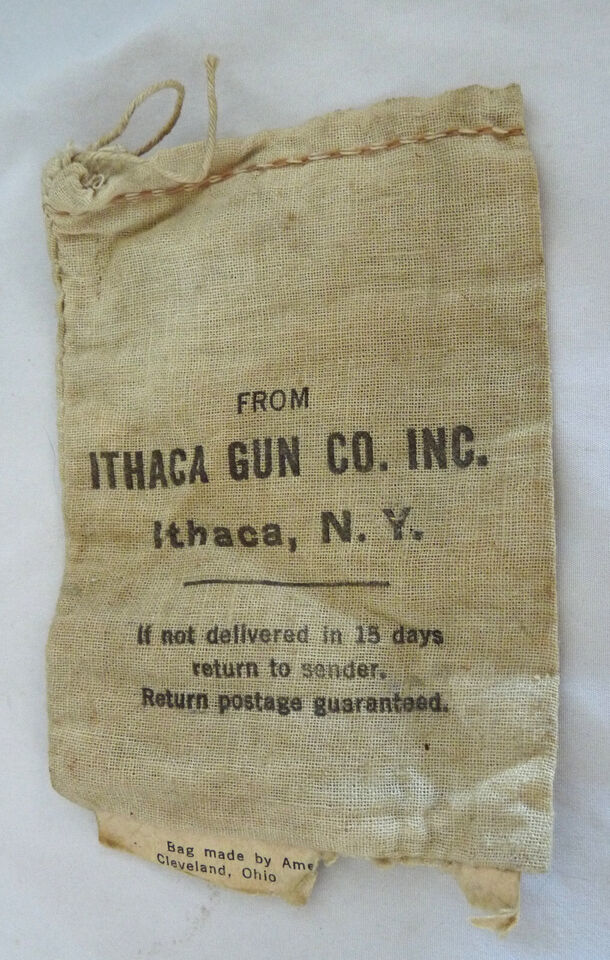 FROM
ITHACA GUN CO. INC.
Ithaca, N. Y.
If not delivered in 15 days
return to sender.
Return postage guaranteed.
Bag made by Ame
Cleveland, Ohio